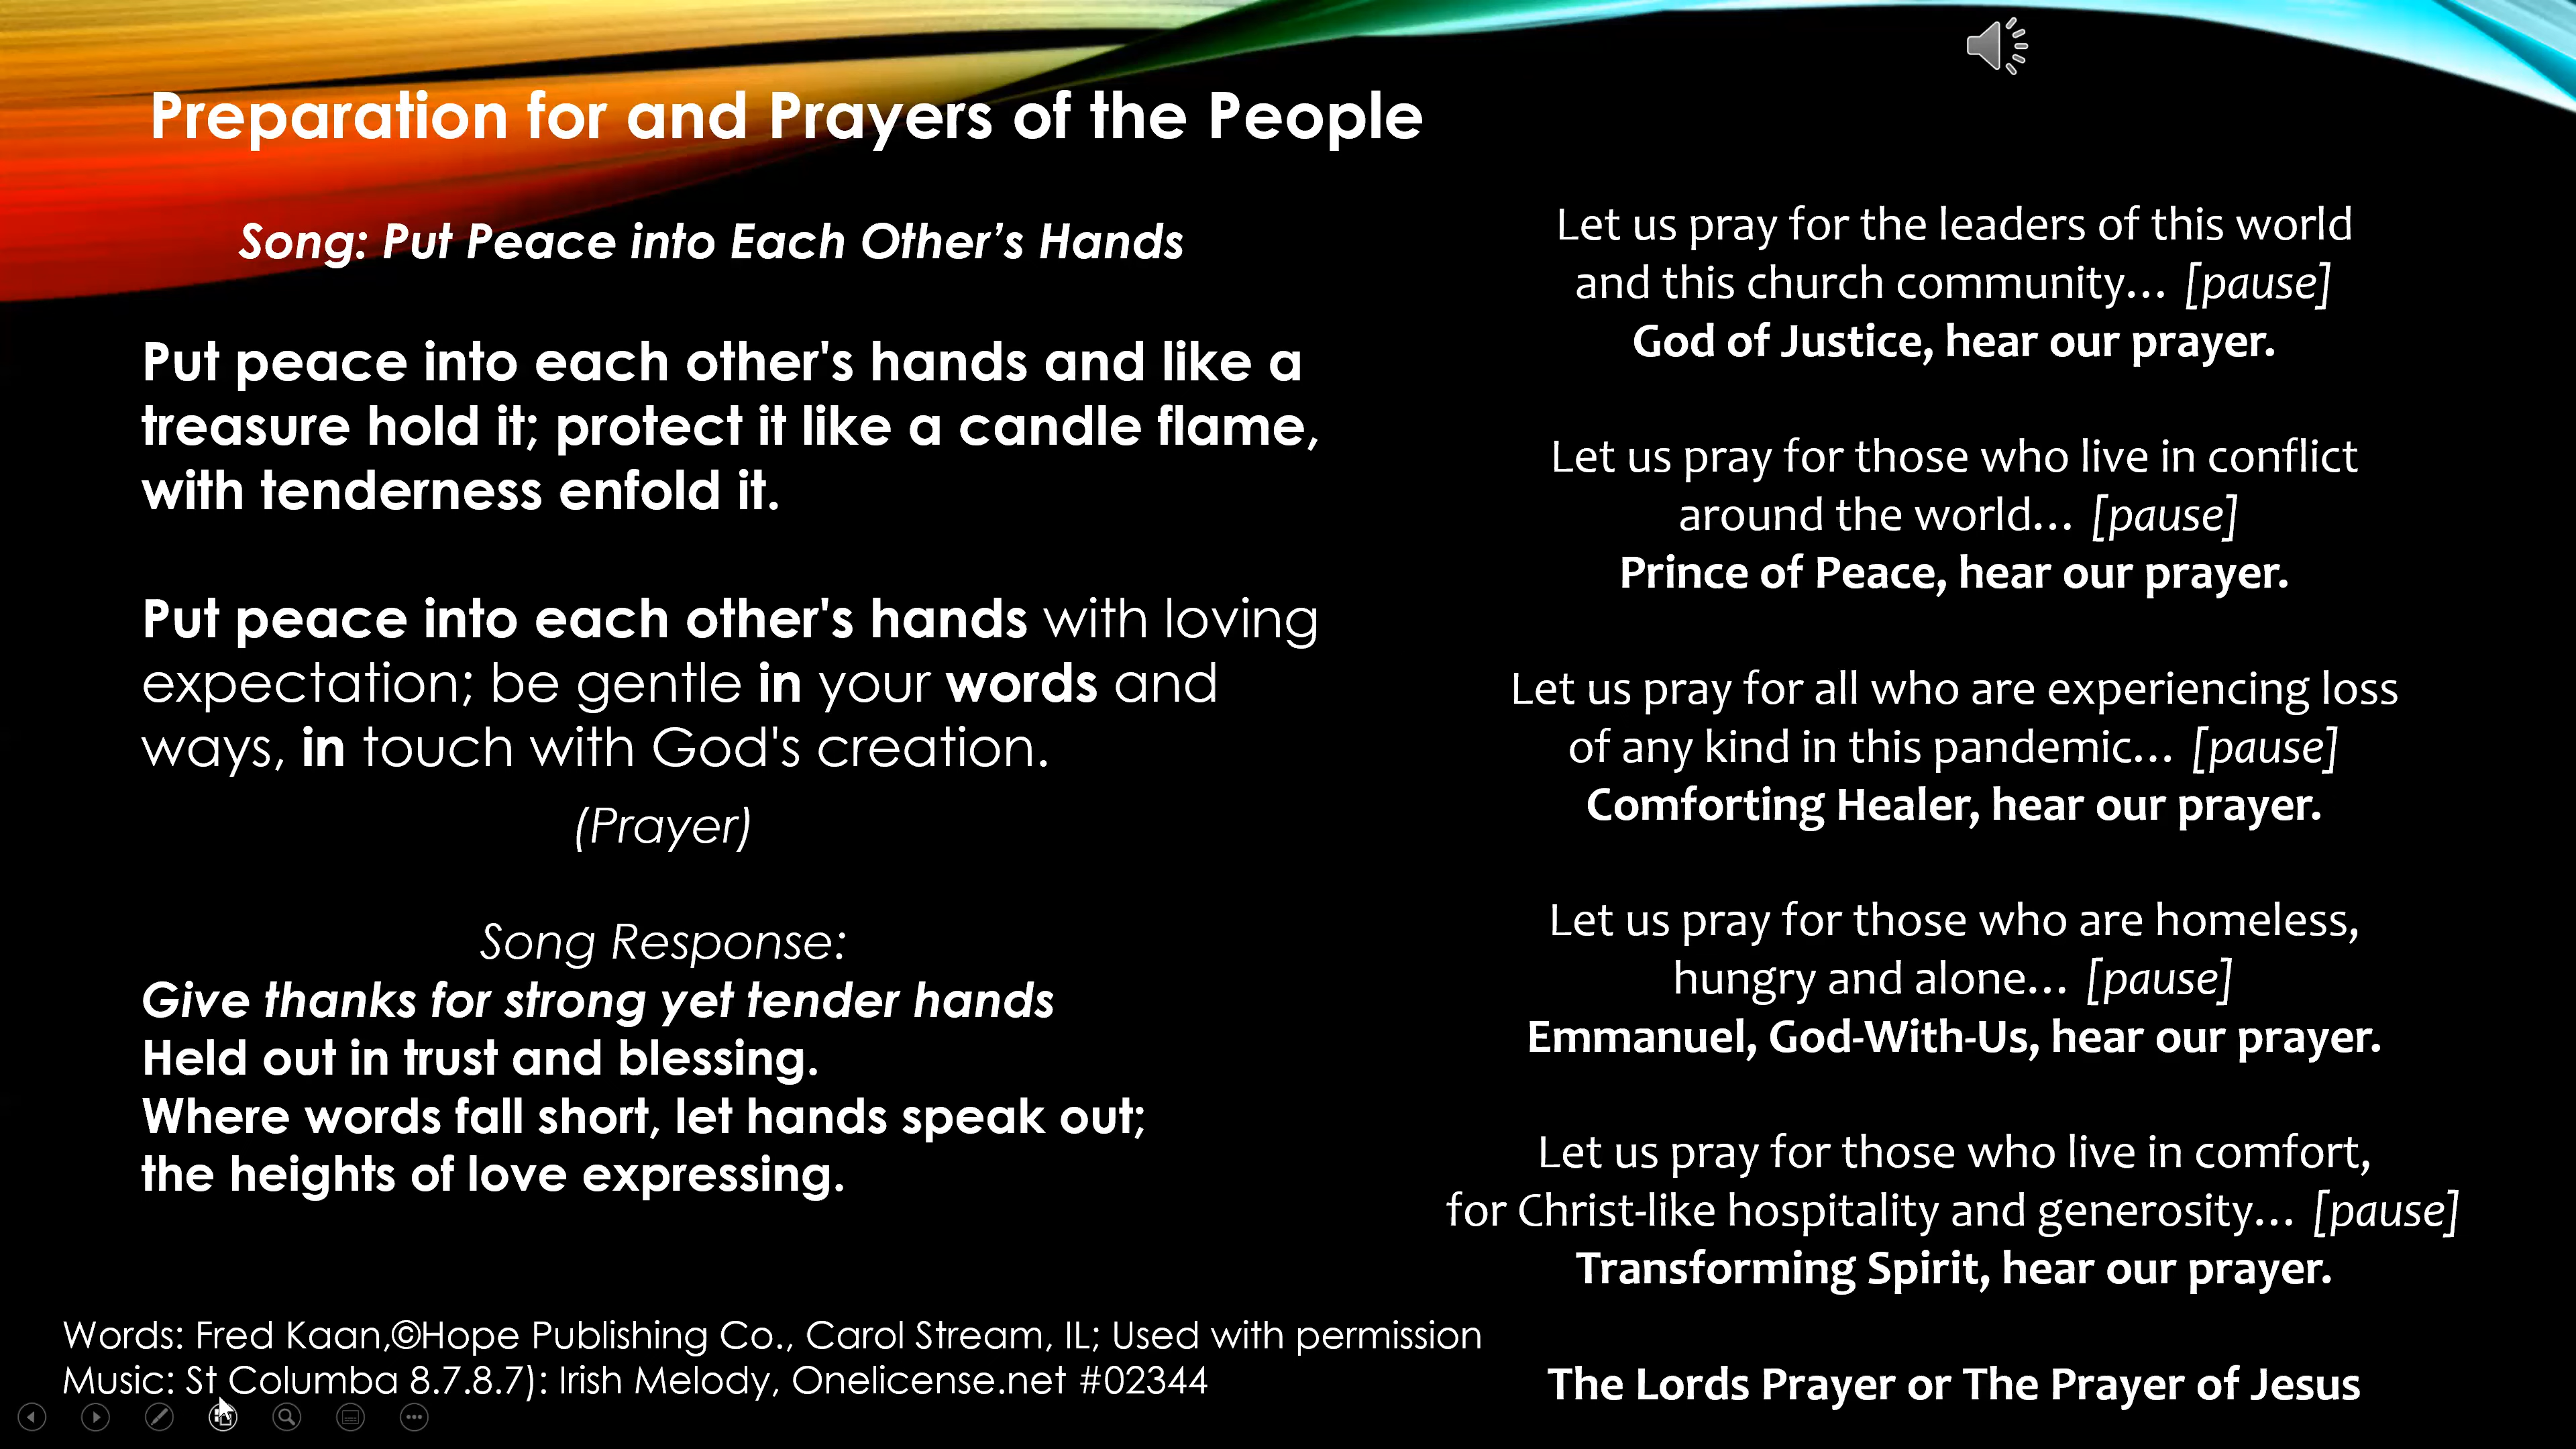 Preparation for and Prayers of the People
Song: Put Peace into Each Other’s Hands
Put peace into each other's hands and like a
treasure hold it; protect it like a candle flame,
with tenderness enfold it.
Put peace into each other's hands with loving
expectation; be gentle in your words and
ways, in touch with God's creation.
(Prayer)
Song Response:
Give thanks for strong yet tender hands
Held out in trust and blessing.
Where words fall short, let hands speak out;
the heights of love expressing.
Words: Fred Kaan,©Hope Publishing Co., Carol Stream, IL; Used with permission
Music: St Columba 8.7.8.7): Irish Melody, Onelicense.net #02344
Let us pray for the leaders of this world
and this church community… [pause]
God of Justice, hear our prayer.
Let us pray for those who live in conflict
around the world… [pause]
Prince of Peace, hear our prayer.
Let us pray for all who are experiencing loss
of any kind in this pandemic… [pause]
Comforting Healer, hear our prayer.
Let us pray for those who are homeless,
hungry and alone… [pause]
Emmanuel, God-With-Us, hear our prayer.
Let us pray for those who live in comfort,
for Christ-like hospitality and generosity… [pause]
Transforming Spirit, hear our prayer.
The Lords Prayer or The Prayer of Jesus